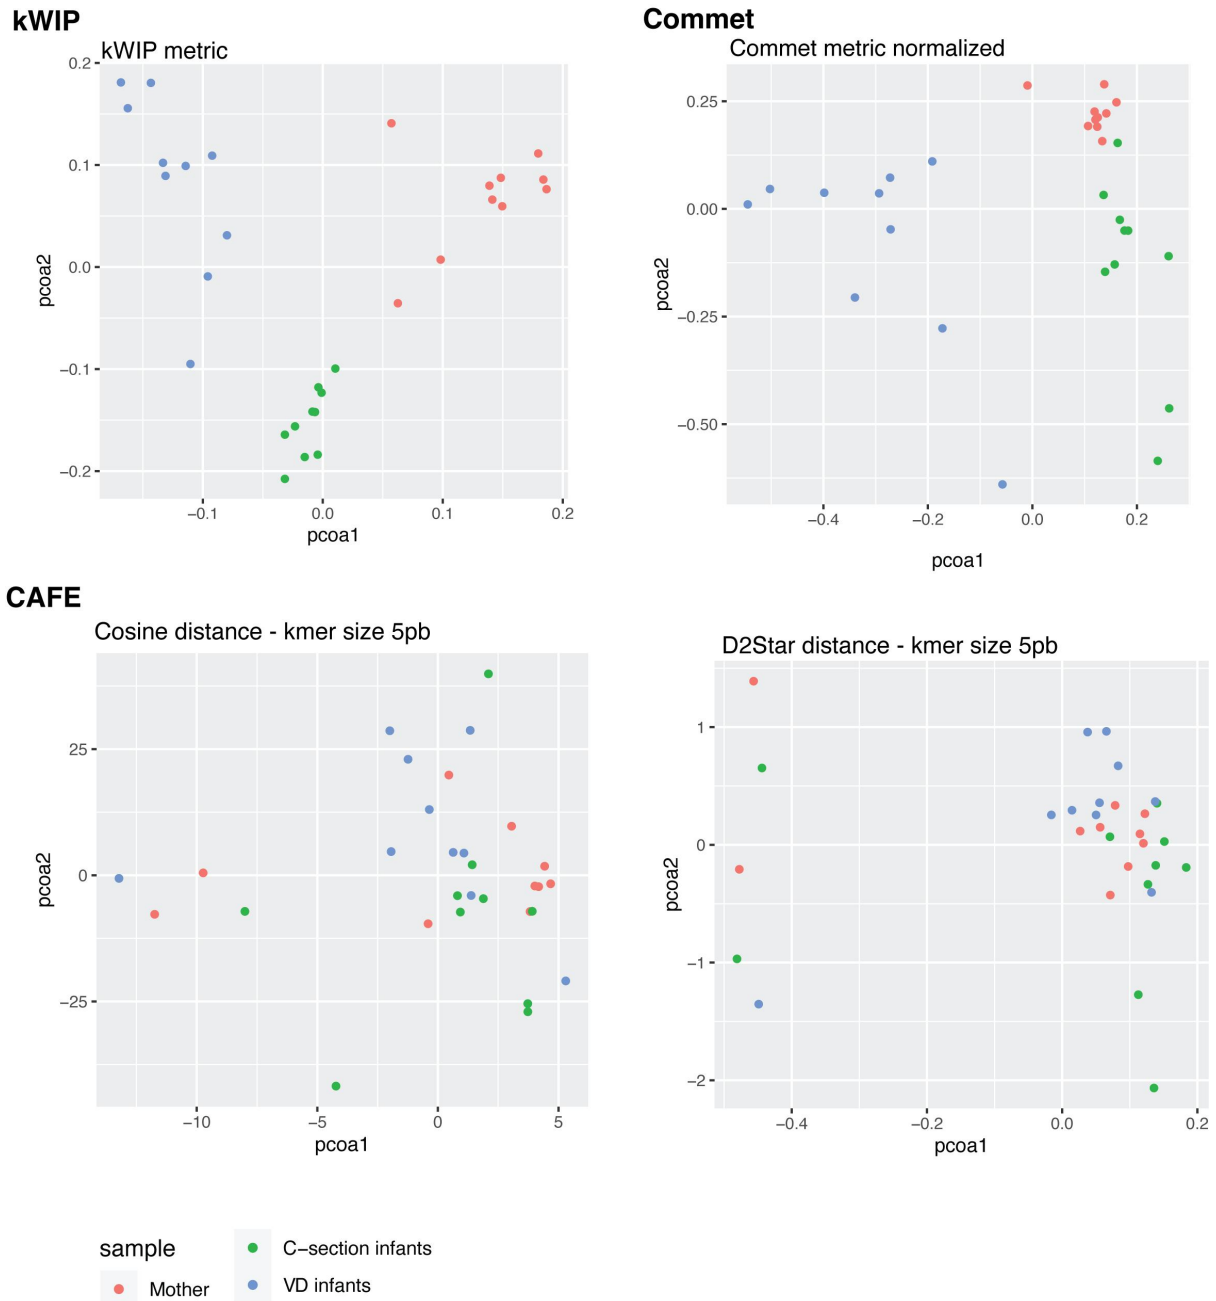 kWIP
kWIP metric
0.2
0.1
0.0
−0.1
−0.2
pcoa2
−0.1 0.0 0.1 0.2
pcoa1
Commet
Commet metric normalized
0.25
0.00
−0.25
−0.50
pcoa2
−0.4 −0.2 0.0 0.2
pcoa1
CAFE
Cosine distance - kmer size 5pb
25
0
−25
pcoa2
−10 −5 0 5
pcoa1
D2Star distance - kmer size 5pb
1
0
−1
−2
pcoa2
−0.4 −0.2 0.0 0.2
pcoa1
sample
Mother
C−section infants
VD infants